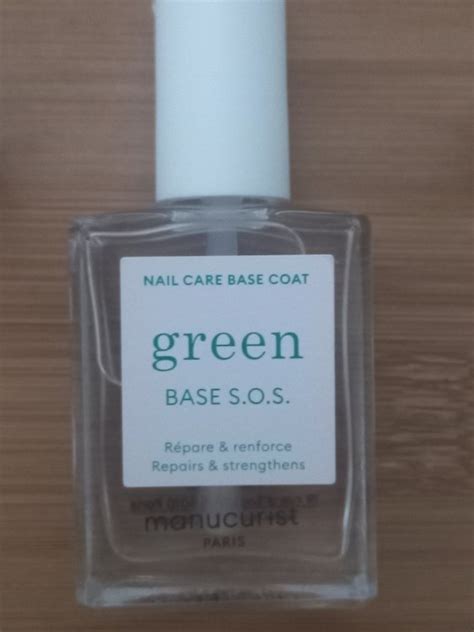 NAIL CARE BASE COAT
green
BASE S.O.S.
Répare & renforce
Repairs & strengthens
manucurist
PARIS